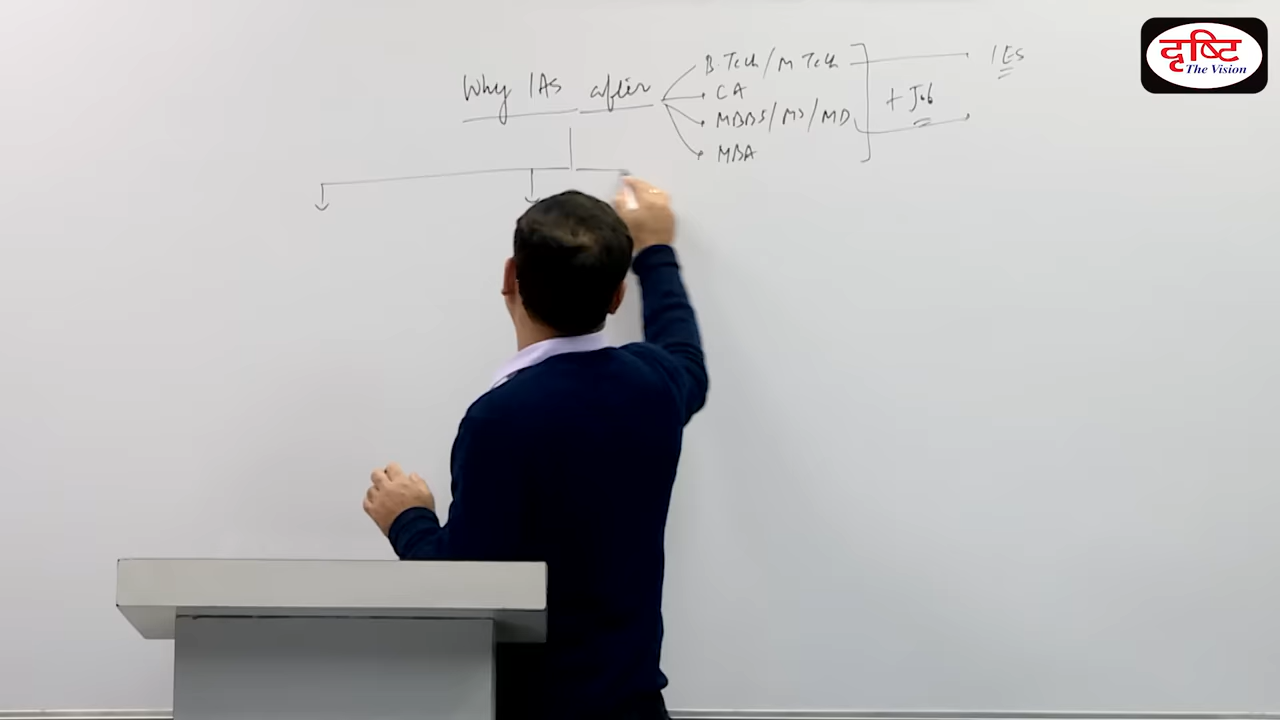 Why IAS after
B.Tech/M Tech
CA
MBBS/MS/MD
MBA
+ Job
IES
दृष्टि
The Vision